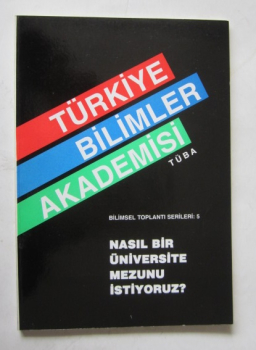 TÜRKİYE
BİLİMLER
AKADEMİSİ
TÜBA
BİLİMSEL TOPLANTI SERİLERİ: 5
NASIL BİR
ÜNİVERSİTE
MEZUNU
İSTİYORUZ?